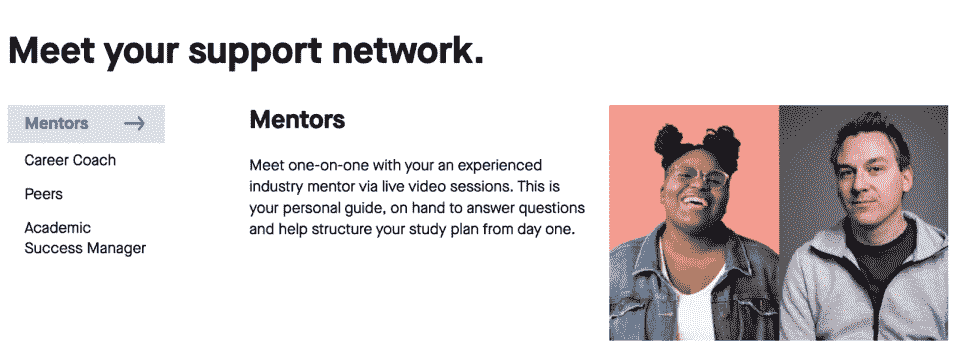 Meet your support network.
Mentors →
Career Coach
Peers
Academic
Success Manager
Mentors
Meet one-on-one with your an experienced
industry mentor via live video sessions. This is
your personal guide, on hand to answer questions
and help structure your study plan from day one.